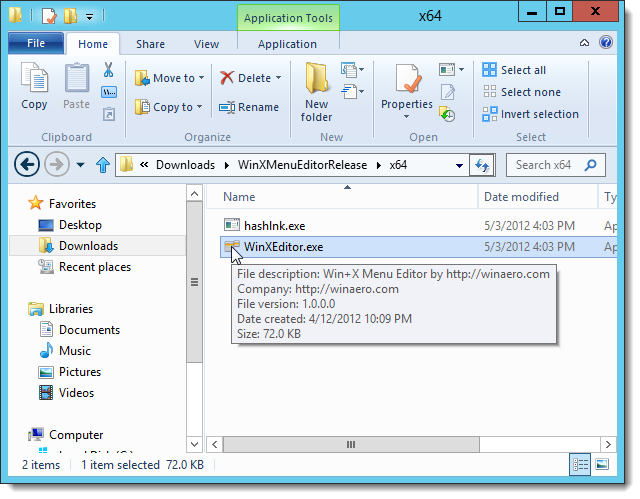 Application Tools
x64
File
Home
Share
View
Application
Copy
Paste
Move to
Copy to
Delete
Rename
New folder
Properties
Select all
Select none
Invert selection
Clipboard
Organize
New
Open
Select
« Downloads WinXMenuEditorRelease x64
Search x64
Favorites
Desktop
Downloads
Recent places
Libraries
Documents
Music
Pictures
Videos
Computer
Name Date modified Ty
hashlnk.exe 5/3/2012 4:03 PM Ap
WinXEditor.exe 5/3/2012 4:03 PM Ap
File description: Win+X Menu Editor by http://winaero.com
Company: http://winaero.com
File version: 1.0.0.0
Date created: 4/12/2012 10:09 PM
Size: 72.0 KB
2 items 1 item selected 72.0 KB